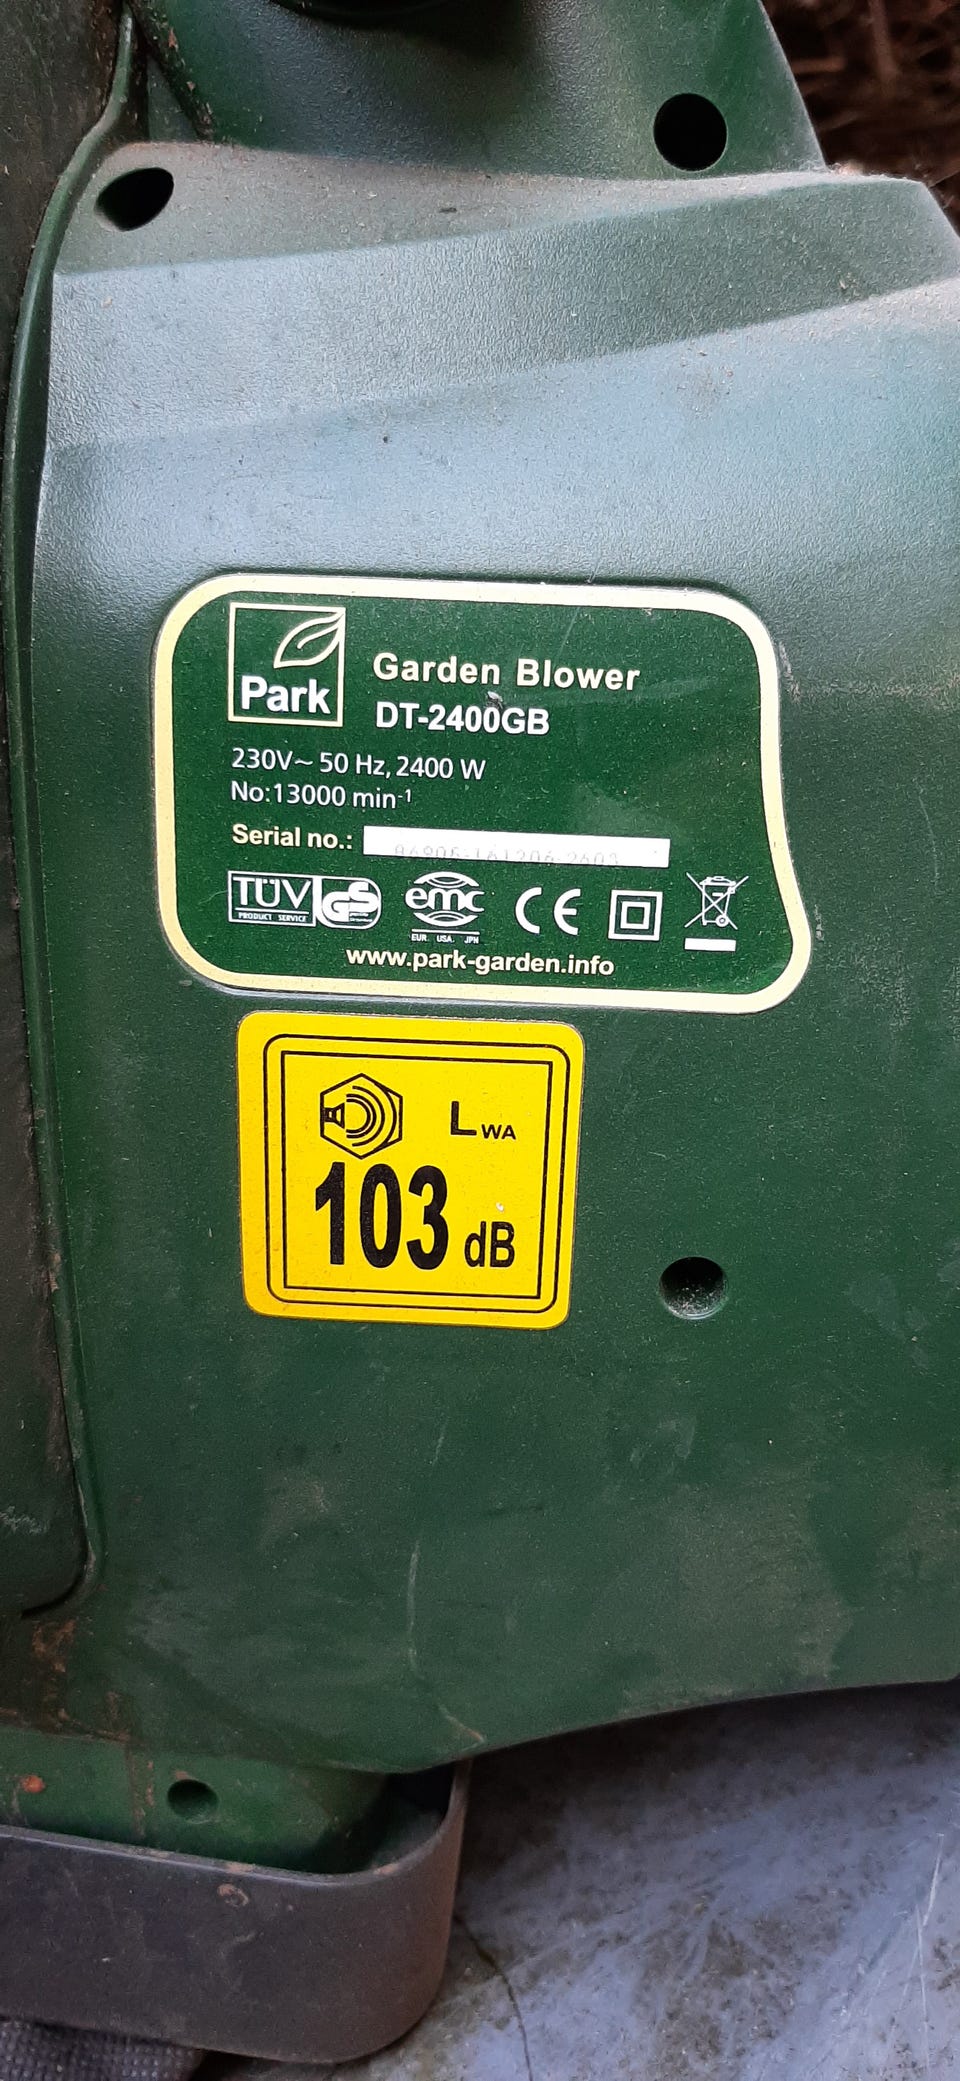 Park
Garden Blower
DT-2400GB
230V~ 50 Hz, 2400 W
No:13000 min⁻¹
Serial no.:
TÜV GS
PRODUCT SERVICE
emc
EUR. USA. JPN
CE
www.park-garden.info
LWA
103 dB